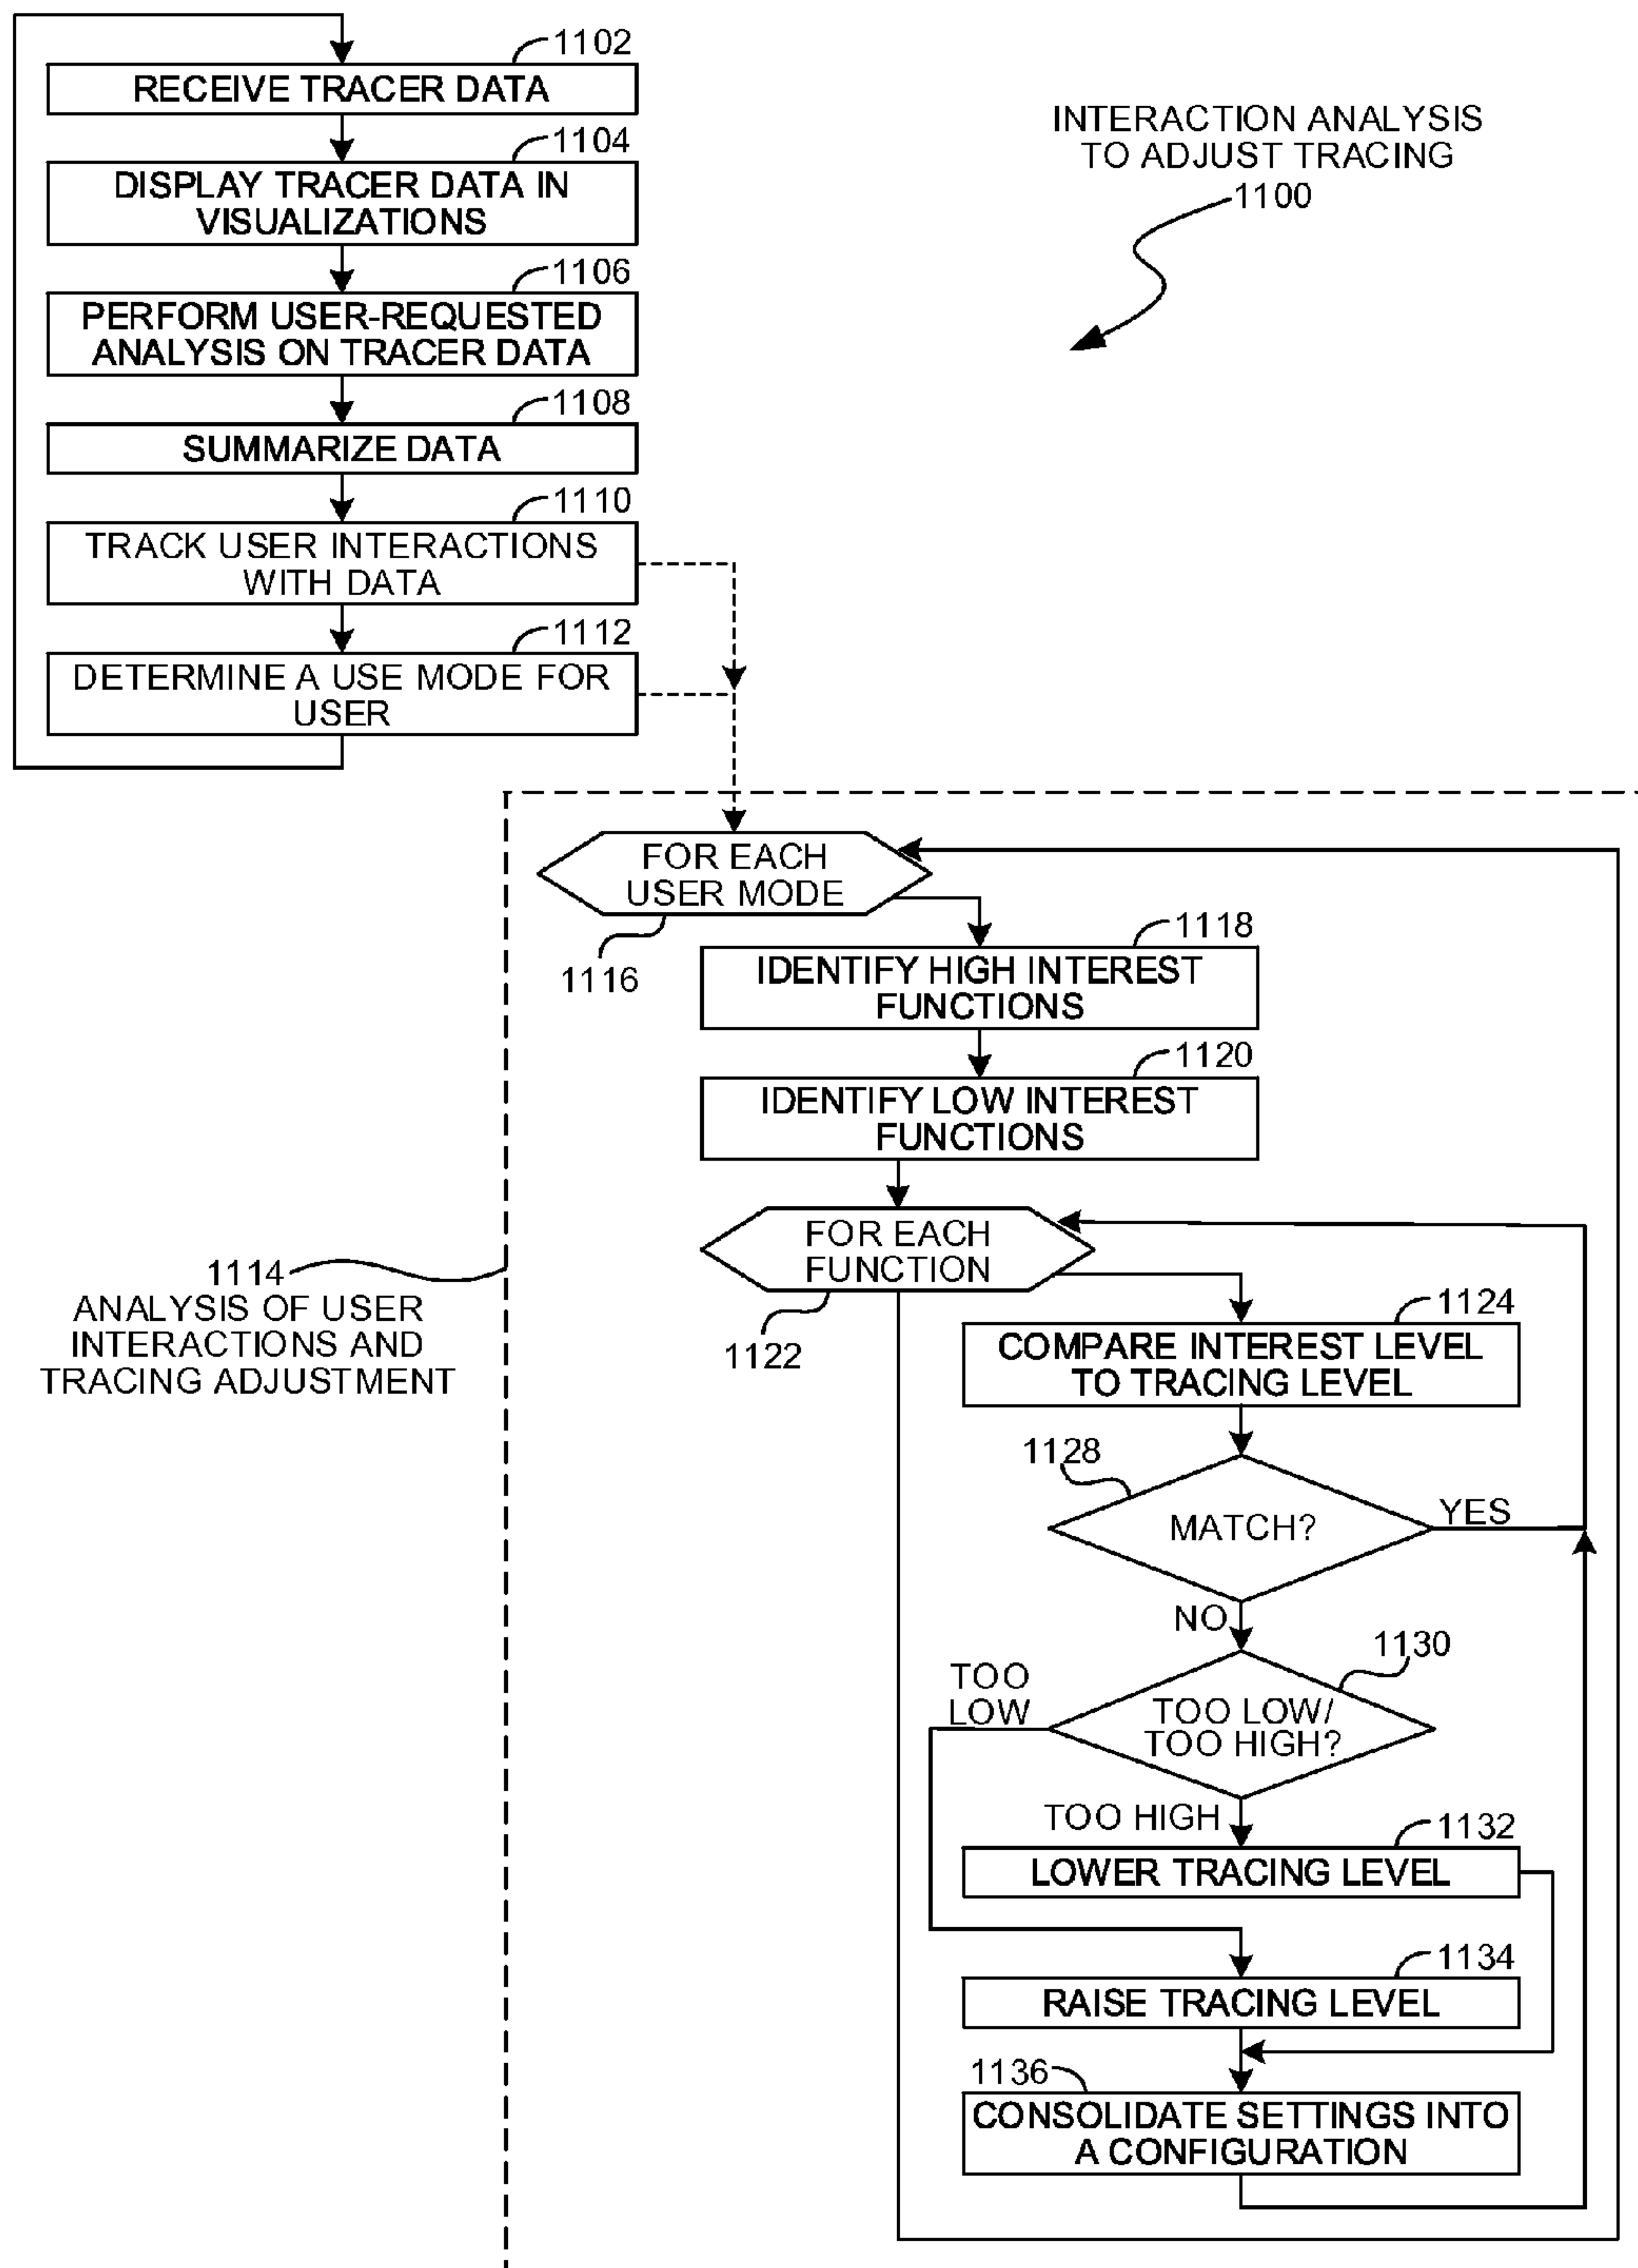 1102
RECEIVE TRACER DATA
1104
DISPLAY TRACER DATA IN
VISUALIZATIONS
1106
PERFORM USER-REQUESTED
ANALYSIS ON TRACER DATA
1108
SUMMARIZE DATA
1110
TRACK USER INTERACTIONS
WITH DATA
1112
DETERMINE A USE MODE FOR
USER
INTERACTION ANALYSIS
TO ADJUST TRACING
1100
FOR EACH
USER MODE
1116
1118
IDENTIFY HIGH INTEREST
FUNCTIONS
1120
IDENTIFY LOW INTEREST
FUNCTIONS
FOR EACH
FUNCTION
1122
1114
ANALYSIS OF USER
INTERACTIONS AND
TRACING ADJUSTMENT
1124
COMPARE INTEREST LEVEL
TO TRACING LEVEL
1128
MATCH?
YES
NO
1130
TOO
LOW
TOO LOW/
TOO HIGH?
TOO HIGH
1132
LOWER TRACING LEVEL
1134
RAISE TRACING LEVEL
1136
CONSOLIDATE SETTINGS INTO
A CONFIGURATION